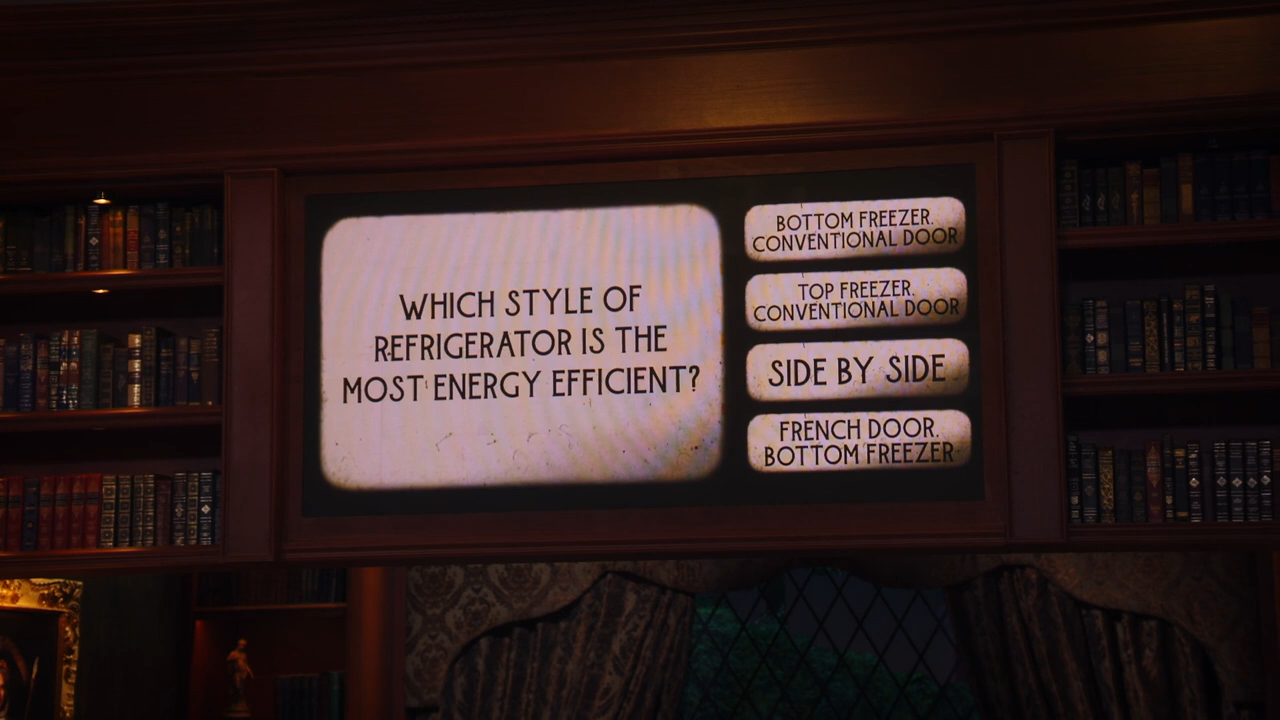 WHICH STYLE OF
REFRIGERATOR IS THE
MOST ENERGY EFFICIENT?
BOTTOM FREEZER.
CONVENTIONAL DOOR
TOP FREEZER.
CONVENTIONAL DOOR
SIDE BY SIDE
FRENCH DOOR.
BOTTOM FREEZER